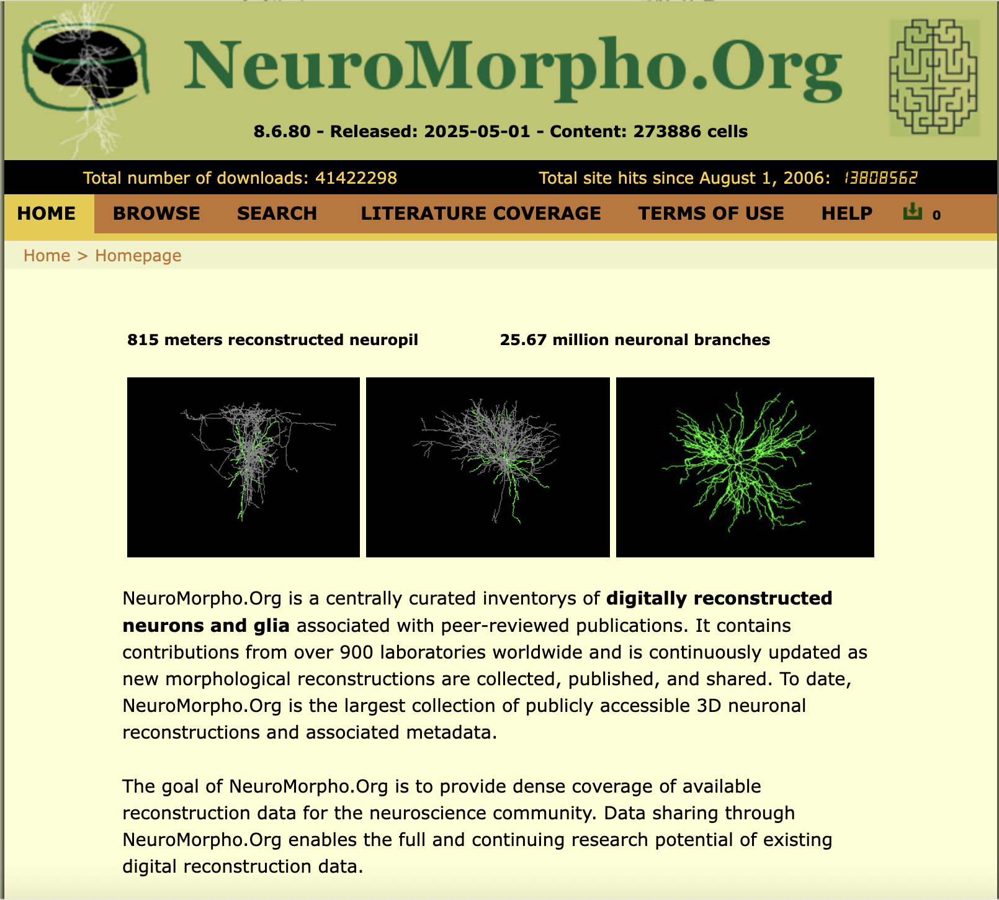 NeuroMorpho.Org
8.6.80 - Released: 2025-05-01 - Content: 273886 cells
Total number of downloads: 41422298 Total site hits since August 1, 2006: 13808562
HOME BROWSE SEARCH LITERATURE COVERAGE TERMS OF USE HELP 0
Home > Homepage
815 meters reconstructed neuropil 25.67 million neuronal branches
NeuroMorpho.Org is a centrally curated inventorys of digitally reconstructed
neurons and glia associated with peer-reviewed publications. It contains
contributions from over 900 laboratories worldwide and is continuously updated as
new morphological reconstructions are collected, published, and shared. To date,
NeuroMorpho.Org is the largest collection of publicly accessible 3D neuronal
reconstructions and associated metadata.
The goal of NeuroMorpho.Org is to provide dense coverage of available
reconstruction data for the neuroscience community. Data sharing through
NeuroMorpho.Org enables the full and continuing research potential of existing
digital reconstruction data.